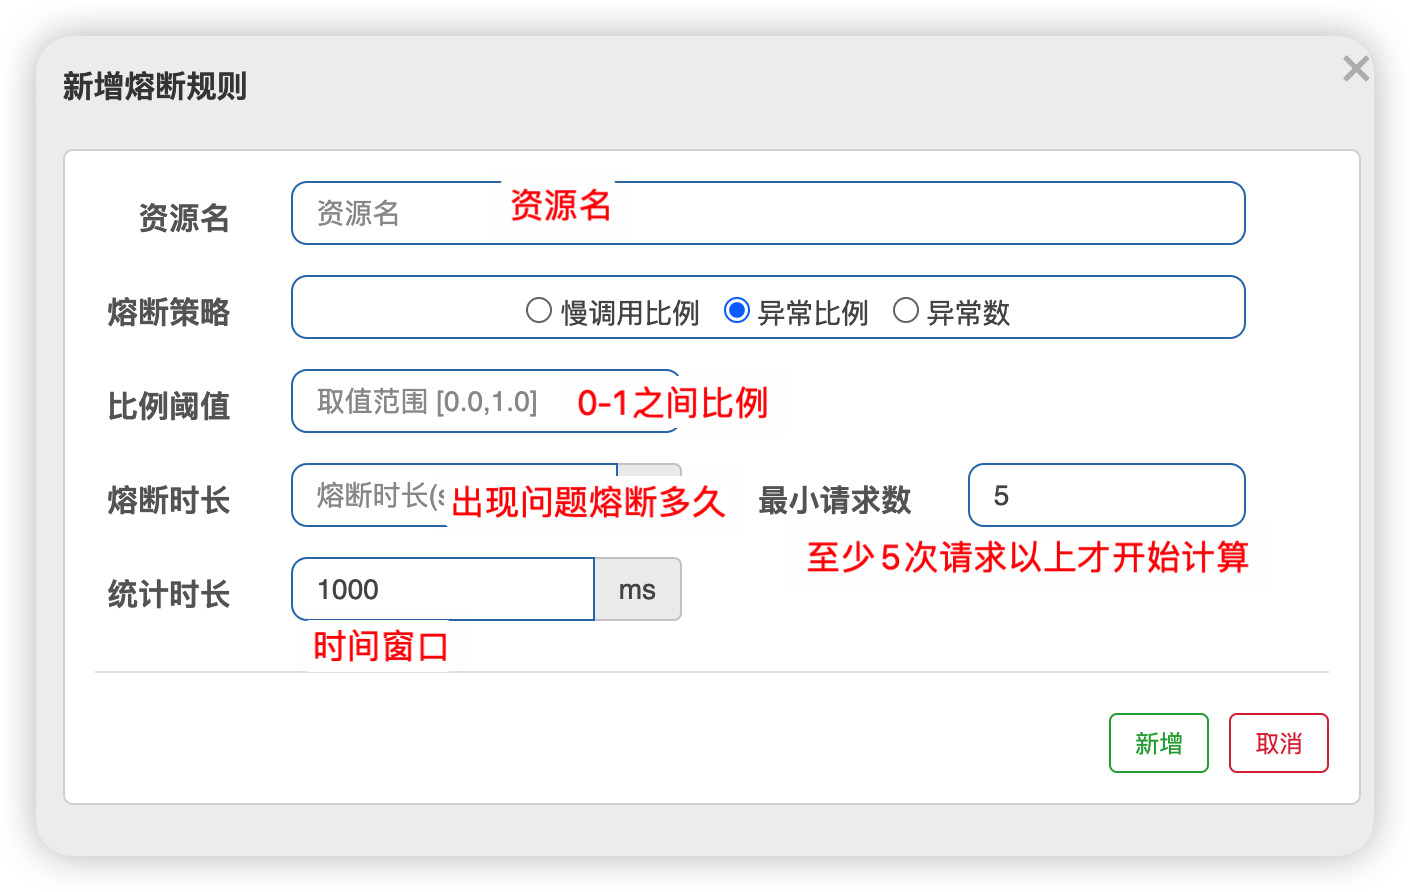 新增熔断规则
×
资源名 资源名 资源名
熔断策略 慢调用比例 异常比例 异常数
比例阈值 取值范围 [0.0,1.0] 0-1之间比例
熔断时长 熔断时长( 出现问题熔断多久 最小请求数 5
至少5次请求以上才开始计算
统计时长 1000 ms
时间窗口
新增 取消